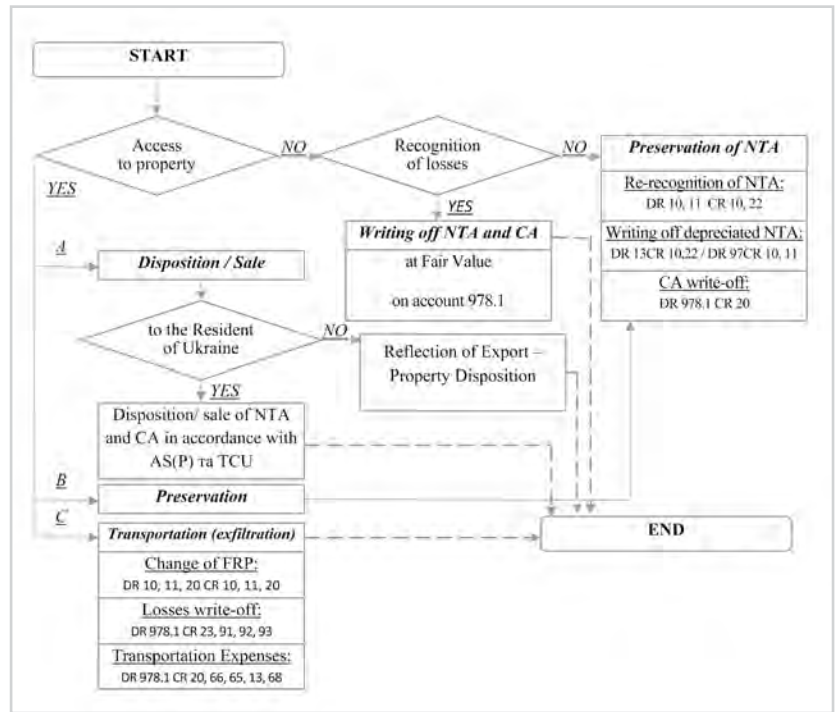 START
Access
to property
NO
Recognition
of losses
NO
YES
YES
Preservation of NTA
Re-recognition of NTA:
DR 10, 11 CR 10, 22
Writing off depreciated NTA:
DR 13CR 10,22 / DR 97CR 10, 11
CA write-off:
DR 978.1 CR 20
Writing off NTA and CA
at Fair Value
on account 978.1
A
Disposition / Sale
to the Resident
of Ukraine
NO
Reflection of Export –
Property Disposition
YES
Disposition/ sale of NTA
and CA in accordance with
AS(P) та TCU
B
Preservation
C
Transportation (exfiltration)
Change of FRP:
DR 10, 11, 20 CR 10, 11, 20
Losses write-off:
DR 978.1 CR 23, 91, 92, 93
Transportation Expenses:
DR 978.1 CR 20, 66, 65, 13, 68
END